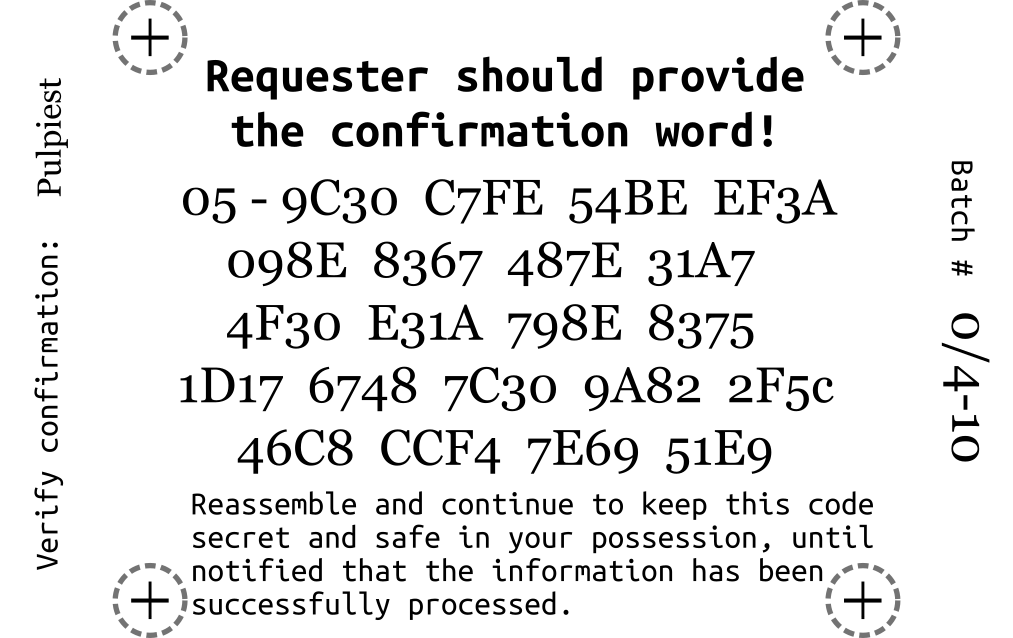 Requester should provide
the confirmation word!
05 - 9C30 C7FE 54BE EF3A
098E 8367 487E 31A7
4F30 E31A 798E 8375
1D17 6748 7C30 9A82 2F5c
46C8 CCF4 7E69 51E9
Reassemble and continue to keep this code
secret and safe in your possession, until
notified that the information has been
successfully processed.
Verify confirmation: Pulpiest
Batch # 0/4-10